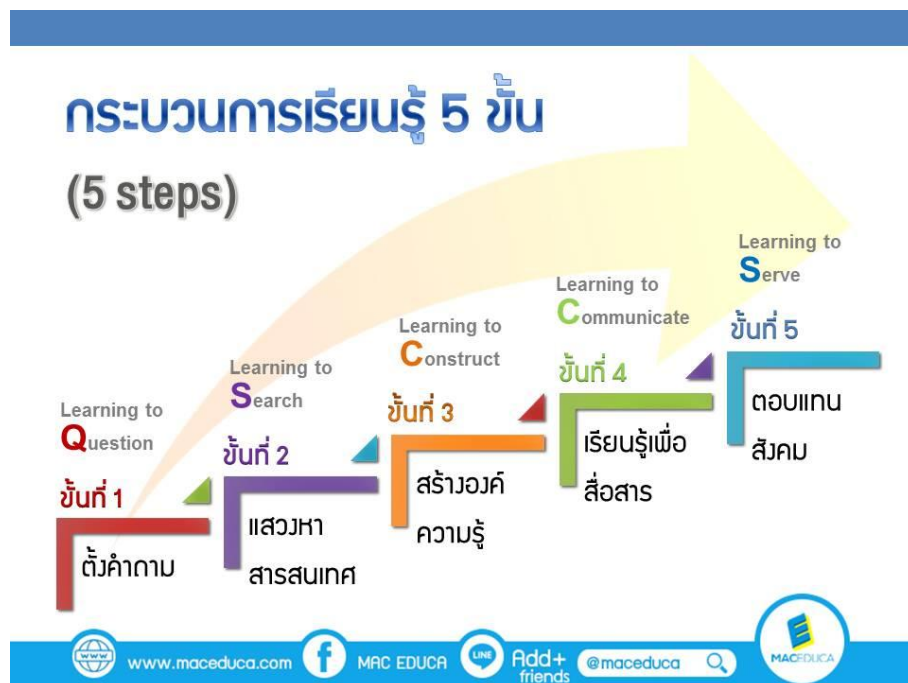 กระบวนการเรียนรู้ 5 ขั้น
(5 steps)
Learning to
Question
ขั้นที่ 1
ตั้งคำถาม
Learning to
Search
ขั้นที่ 2
แสวงหา
สารสนเทศ
Learning to
Construct
ขั้นที่ 3
สร้างองค์
ความรู้
Learning to
Communicate
ขั้นที่ 4
เรียนรู้เพื่อ
สื่อสาร
Learning to
Serve
ขั้นที่ 5
ตอบแทน
สังคม
www
www.maceduca.com
f
MAC EDUCA
LINE
Add+
friends
@maceduca
MACEDUCA